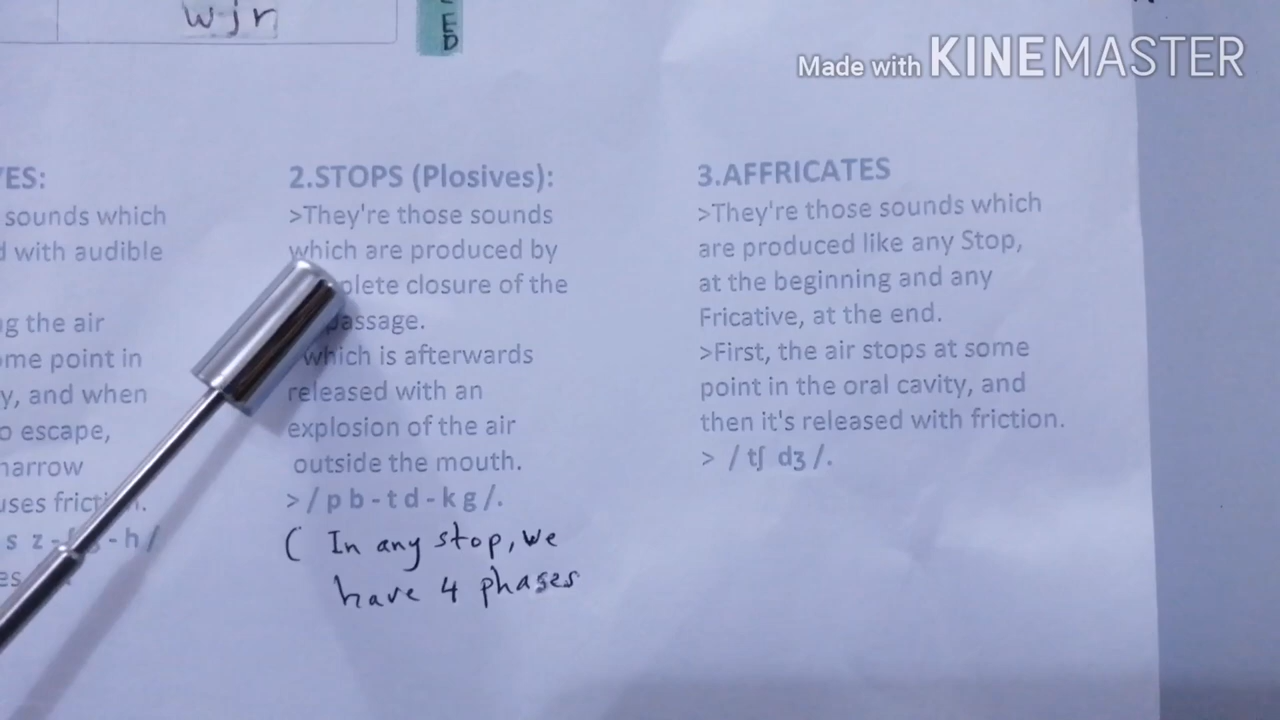 w j r
ED
Made with KINEMASTER
YES:
sounds which
with audible
the air
ome point in
y, and when
o escape,
narrow
uses
s z - - h /
es
2.STOPS (Plosives):
>They're those sounds
which are produced by
plete closure of the
passage.
which is afterwards
released with an
explosion of the air
outside the mouth.
> / p b - t d - k g /.
( In any stop, we
have 4 phases
3.AFFRICATES
>They're those sounds which
are produced like any Stop,
at the beginning and any
Fricative, at the end.
>First, the air stops at some
point in the oral cavity, and
then it's released with friction.
> / tʃ dʒ /.